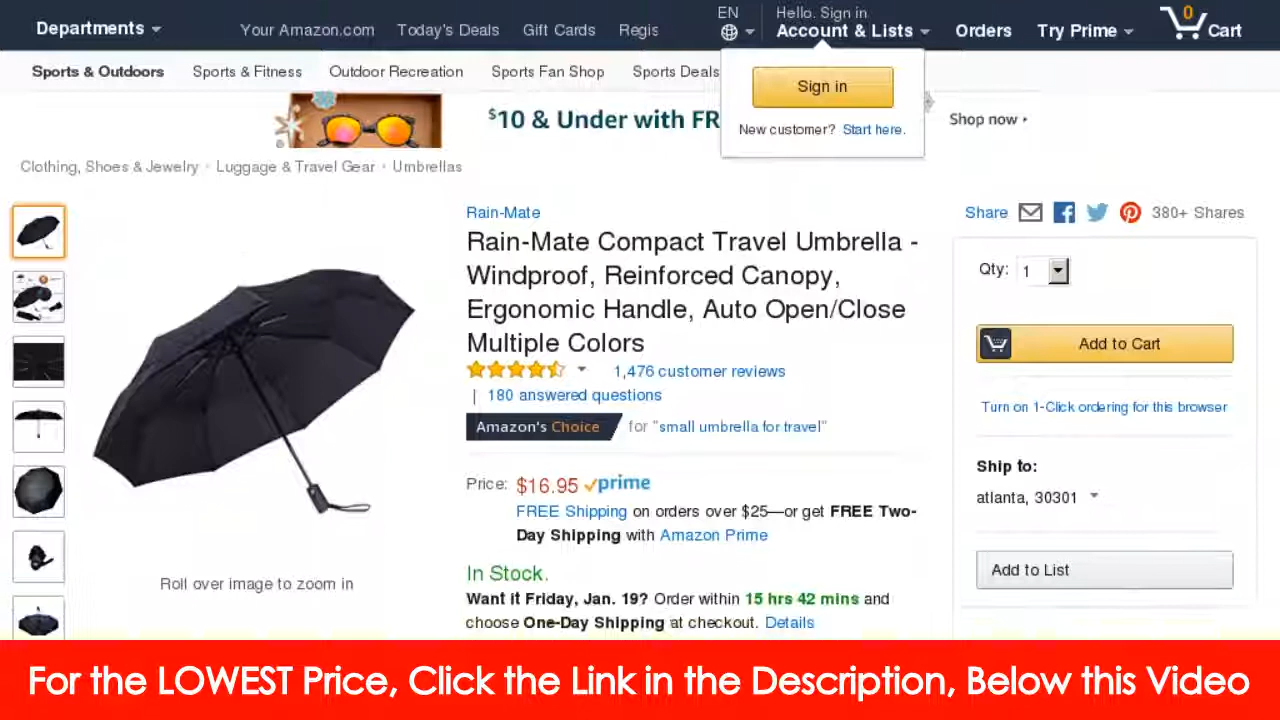 Departments
Your Amazon.com Today's Deals Gift Cards Regis
EN
Hello. Sign in
Account & Lists
Orders
Try Prime
0
Cart
Sports & Outdoors Sports & Fitness Outdoor Recreation Sports Fan Shop Sports Deals
Sign in
New customer? Start here.
$10 & Under with FR
Shop now
Clothing, Shoes & Jewelry Luggage & Travel Gear Umbrellas
Rain-Mate
Rain-Mate Compact Travel Umbrella -
Windproof, Reinforced Canopy,
Ergonomic Handle, Auto Open/Close
Multiple Colors
1,476 customer reviews
| 180 answered questions
Amazon's Choice for "small umbrella for travel"
Price: $16.95 prime
FREE Shipping on orders over $25—or get FREE Two-
Day Shipping with Amazon Prime
In Stock.
Want it Friday, Jan. 19? Order within 15 hrs 42 mins and
choose One-Day Shipping at checkout. Details
Roll over image to zoom in
Share 380+ Shares
Qty: 1
Add to Cart
Turn on 1-Click ordering for this browser
Ship to:
atlanta, 30301
Add to List
For the LOWEST Price, Click the Link in the Description, Below this Video